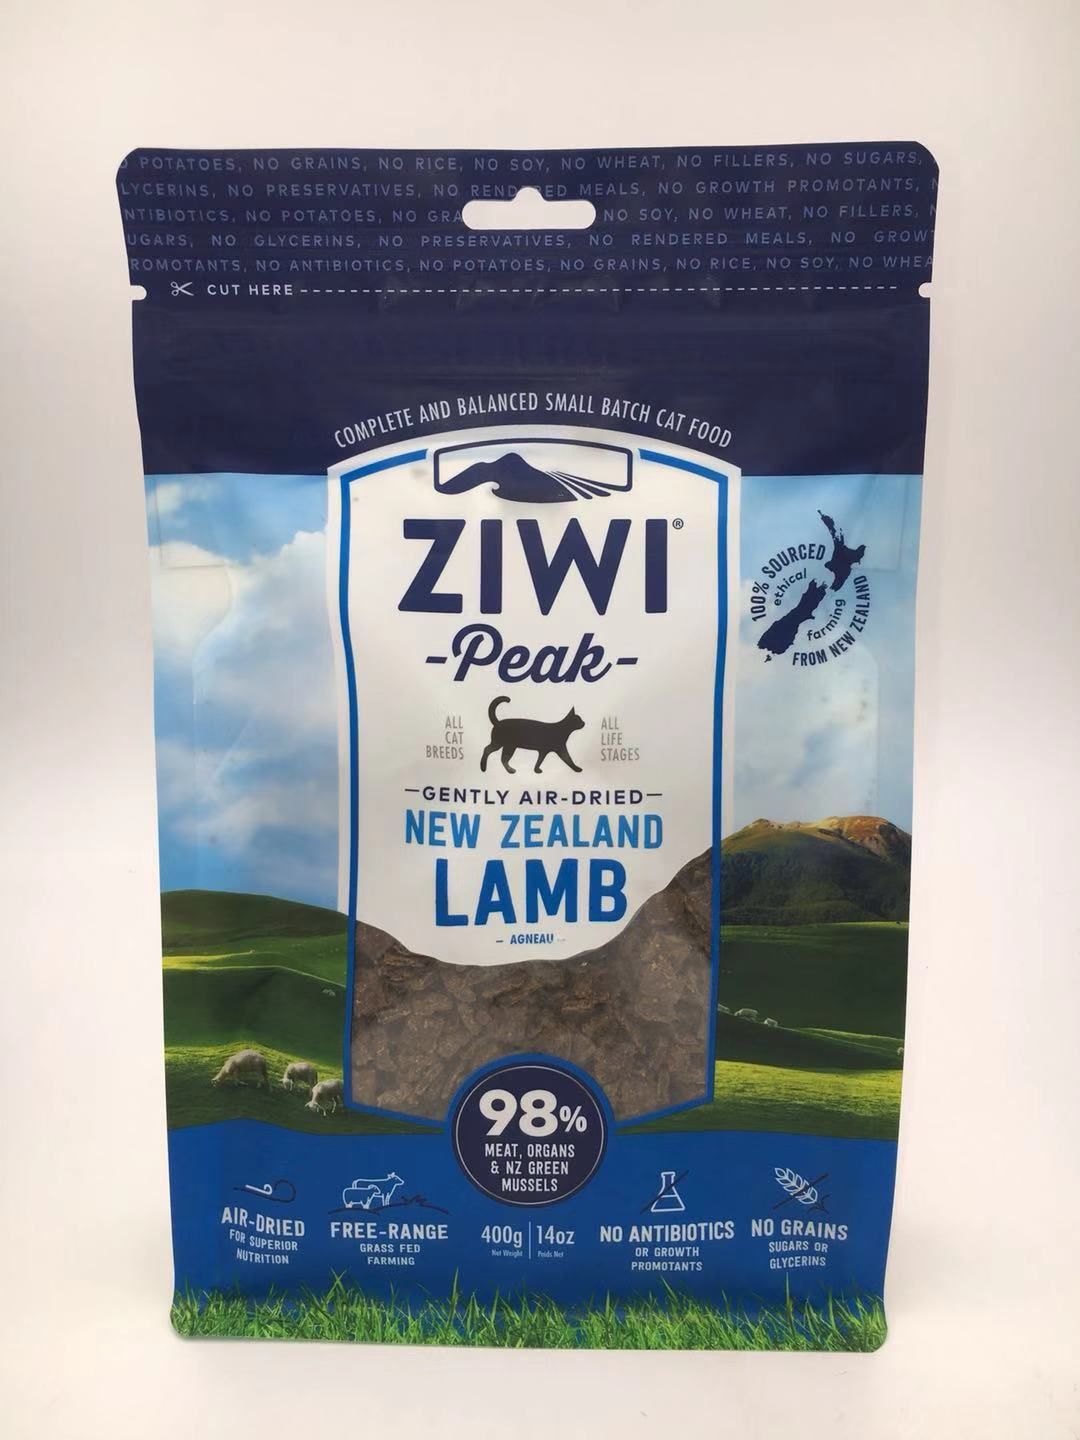 POTATOES, NO GRAINS, NO RICE, NO SOY, NO WHEAT, NO FILLERS, NO SUGARS,
LYCERINS, NO PRESERVATIVES, NO REND ED MEALS, NO GROWTH PROMOTANTS, N
NTIBIOTICS, NO POTATOES, NO GRA NO SOY, NO WHEAT, NO FILLERS, N
UGARS, NO GLYCERINS, NO PRESERVATIVES, NO RENDERED MEALS, NO GROWT
ROMOTANTS, NO ANTIBIOTICS, NO POTATOES, NO GRAINS, NO RICE, NO SOY, NO WHEA
CUT HERE
COMPLETE AND BALANCED SMALL BATCH CAT FOOD
ZIWI®
-Peak-
100% SOURCED
ethical
farming
FROM NEW ZEALAND
ALL
CAT
BREEDS
ALL
LIFE
STAGES
—GENTLY AIR-DRIED—
NEW ZEALAND
LAMB
– AGNEAU –
98%
MEAT, ORGANS
& NZ GREEN
MUSSELS
AIR-DRIED
FOR SUPERIOR
NUTRITION
FREE-RANGE
GRASS FED
FARMING
400g | 14oz
Net Weight | Poids Net
NO ANTIBIOTICS
OR GROWTH
PROMOTANTS
NO GRAINS
SUGARS OR
GLYCERINS